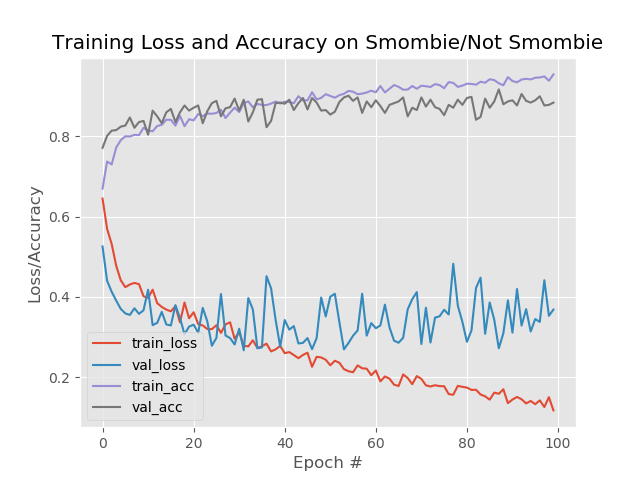 Training Loss and Accuracy on Smombie/Not Smombie
Loss/Accuracy
0.8
0.6
0.4
0.2
train_loss
val_loss
train_acc
val_acc
0 20 40 60 80 100
Epoch #